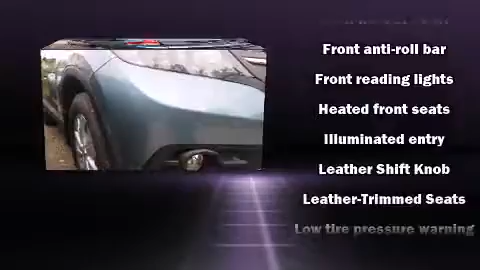 Front anti-roll bar
Front reading lights
Heated front seats
Illuminated entry
Leather Shift Knob
Leather-Trimmed Seats
Low tire pressure warning